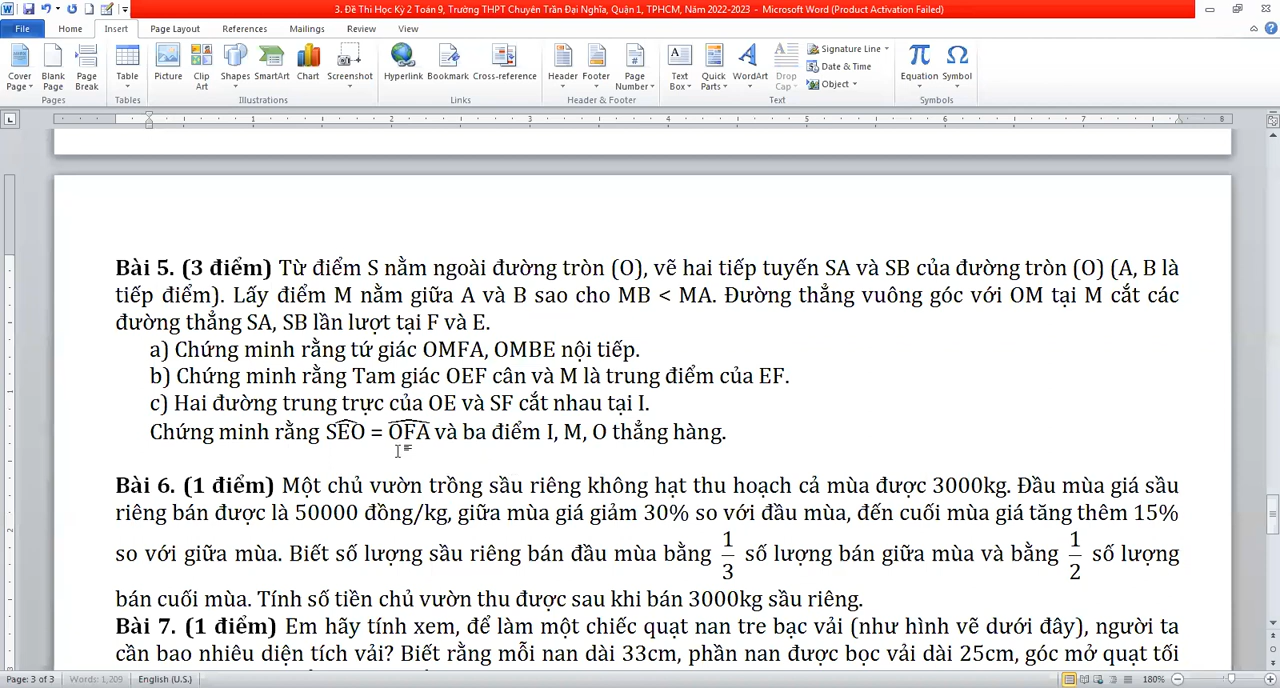 3. Đề Thi Học Kỳ 2 Toán 9, Trường THPT Chuyên Trần Đại Nghĩa, Quận 1, TPHCM, Năm 2022-2023 - Microsoft Word (Product Activation Failed)
File Home Insert Page Layout References Mailings Review View
Cover Page Blank Page Page Break Table Picture Clip Art Shapes SmartArt Chart Screenshot Hyperlink Bookmark Cross-reference Header Footer Page Number Text Box Quick Parts WordArt Drop Cap Signature Line Date & Time Object Equation Symbol
Pages Tables Illustrations Links Header & Footer Text Symbols
1 2 3 4 5 6 7 8
Bài 5. (3 điểm) Từ điểm S nằm ngoài đường tròn (O), vẽ hai tiếp tuyến SA và SB của đường tròn (O) (A, B là
tiếp điểm). Lấy điểm M nằm giữa A và B sao cho MB < MA. Đường thẳng vuông góc với OM tại M cắt các
đường thẳng SA, SB lần lượt tại F và E.
a) Chứng minh rằng tứ giác OMFA, OMBE nội tiếp.
b) Chứng minh rằng Tam giác OEF cân và M là trung điểm của EF.
c) Hai đường trung trực của OE và SF cắt nhau tại I.
Chứng minh rằng SEO = OFA và ba điểm I, M, O thẳng hàng.
Bài 6. (1 điểm) Một chủ vườn trồng sầu riêng không hạt thu hoạch cả mùa được 3000kg. Đầu mùa giá sầu
riêng bán được là 50000 đồng/kg, giữa mùa giá giảm 30% so với đầu mùa, đến cuối mùa giá tăng thêm 15%
so với giữa mùa. Biết số lượng sầu riêng bán đầu mùa bằng 1/3 số lượng bán giữa mùa và bằng 1/2 số lượng
bán cuối mùa. Tính số tiền chủ vườn thu được sau khi bán 3000kg sầu riêng.
Bài 7. (1 điểm) Em hãy tính xem, để làm một chiếc quạt nan tre bạc vải (như hình vẽ dưới đây), người ta
cần bao nhiêu diện tích vải? Biết rằng mỗi nan dài 33cm, phần nan được bọc vải dài 25cm, góc mở quạt tối
Page: 3 of 3 Words: 1,209 English (U.S.) 180%